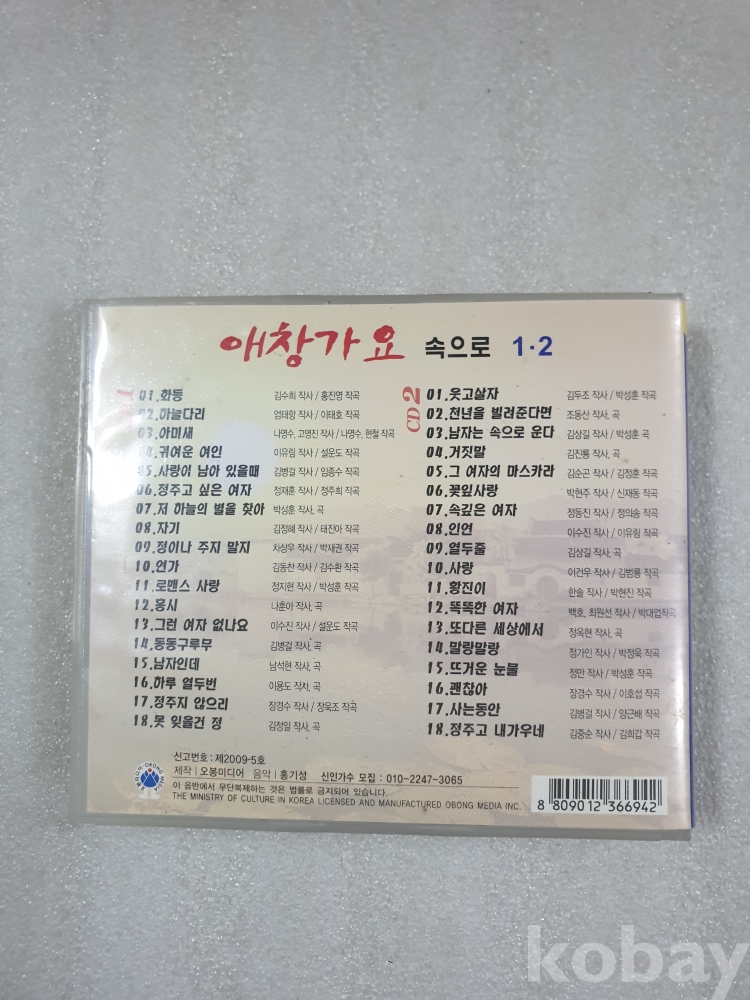 애창가요 속으로 1·2
1
01.화등 김수희 작사 / 홍진영 작곡
02.하늘다리 엄태항 작사 / 이태호 작곡
03.아미새 나영수, 고명진 작사 / 나영수, 현철 작곡
04.귀여운 여인 이유림 작사 / 설운도 작곡
05.사랑이 남아 있을때 김병걸 작사 / 임종수 작곡
06.정주고 싶은 여자 정재훈 작사 / 정주희 작곡
07.저 하늘의 별을 찾아 박성훈 작사, 곡
08.자기 김정혜 작사 / 태진아 작곡
09.정이나 주지 말지 차상우 작사 / 박재권 작곡
10.연가 김동찬 작사 / 김수환 작곡
11.로맨스 사랑 정지현 작사 / 박성훈 작곡
12.홍시 나훈아 작사, 곡
13.그런 여자 없나요 이수진 작사 / 설운도 작곡
14.동동구루무 김병걸 작사, 곡
15.남자인데 남석현 작사, 곡
16.하루 열두번 이용도 작차, 곡
17.정주지 않으리 장경수 작사 / 장욱조 작곡
18.못 잊을건 정 김정일 작사, 곡
CD2
01.웃고살자 김두조 작사 / 박성훈 작곡
02.천년을 빌려준다면 조동산 작사, 곡
03.남자는 속으로 운다 김상길 작사 / 박성훈 곡
04.거짓말 김진룡 작사, 곡
05.그 여자의 마스카라 김순곤 작사 / 김정훈 작곡
06.꽃잎사랑 박현주 작사 / 신재동 작곡
07.속깊은 여자 정동진 작사 / 정의송 작곡
08.인연 이수진 작사 / 이유림 작곡
09.열두줄 김상길 작사, 곡
10.사랑 이건우 작사 / 김범룡 작곡
11.황진이 한솔 작사 / 박현진 작곡
12.똑똑한 여자 백호, 최원선 작사 / 박대업작곡
13.또다른 세상에서 정욱현 작사, 곡
14.말랑말랑 정가인 작사 / 박정욱 작곡
15.뜨거운 눈물 정만 작사 / 박성훈 작곡
16.괜찮아 장경수 작사 / 이호섭 작곡
17.사는동안 김병걸 작사 / 양근배 작곡
18.정주고 내가우네 김중순 작사 / 김희갑 작곡
신고번호 : 제2009-5호
제작 | 오봉미디어 음악 | 홍기성 신인가수 모집 : 010-2247-3065
이 음반에서 무단복제하는 것은 법률로 금지되어 있습니다.
THE MINISTRY OF CULTURE IN KOREA LICENSED AND MANUFACTURED OBONG MEDIA INC.
8 809012 366942
kobay